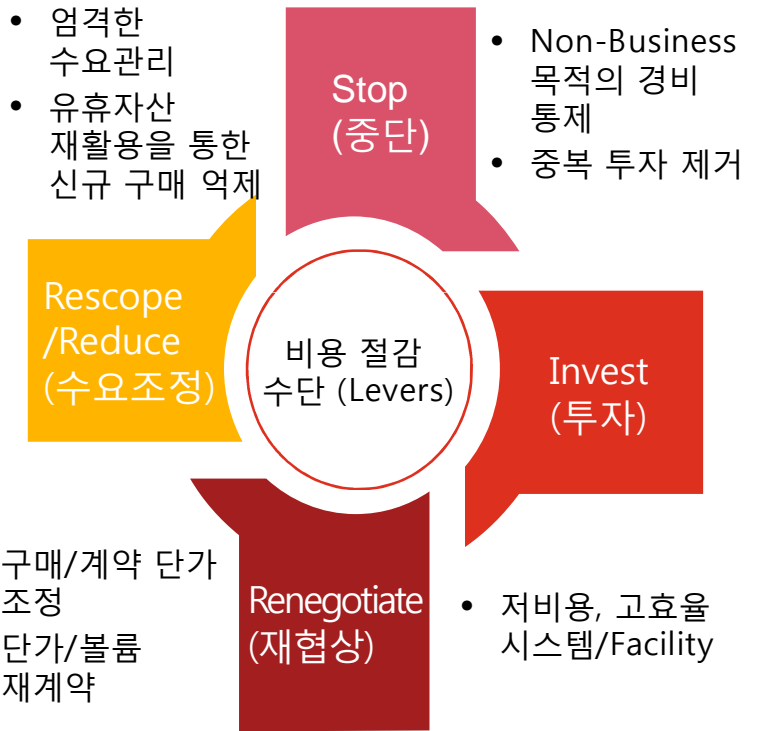 • 엄격한
수요관리
• 유휴자산
재활용을 통한
신규 구매 억제
Stop
(중단)
• Non-Business
목적의 경비
통제
• 중복 투자 제거
Rescope
/Reduce
(수요조정)
비용 절감
수단 (Levers)
Invest
(투자)
구매/계약 단가
조정
단가/볼륨
재계약
Renegotiate
(재협상)
• 저비용, 고효율
시스템/Facility